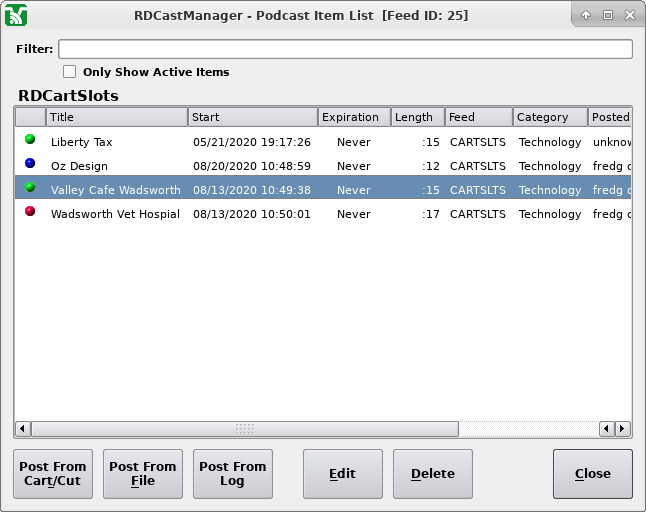 RDCastManager - Podcast Item List [Feed ID: 25]
Filter:
Only Show Active Items
RDCartSlots
Title Start Expiration Length Feed Category Posted
Liberty Tax 05/21/2020 19:17:26 Never :15 CARTSLTS Technology
Oz Design 08/20/2020 10:48:59 Never :12 CARTSLTS Technology fredg
Valley Cafe Wadsworth 08/13/2020 10:49:38 Never :15 CARTSLTS Technology fredg
Wadsworth Vet Hospial 08/13/2020 10:50:01 Never :17 CARTSLTS Technology fredg
Post From Cart/Cut
Post From File
Post From Log
Edit
Delete
Close